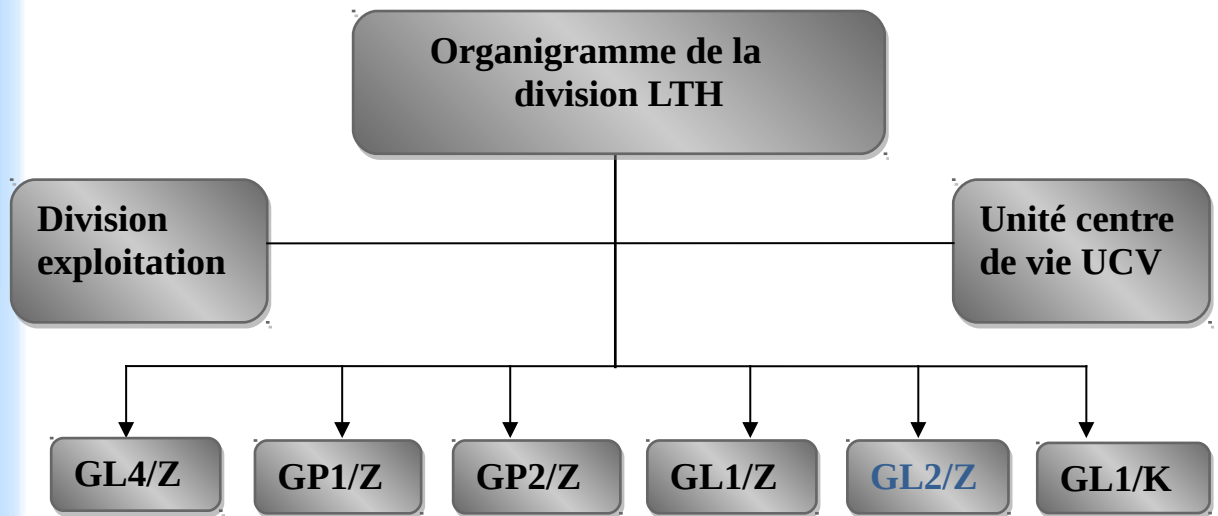 Organigramme de la
division LTH
Division
exploitation
Unité centre
de vie UCV
GL4/Z
GP1/Z
GP2/Z
GL1/Z
GL2/Z
GL1/K